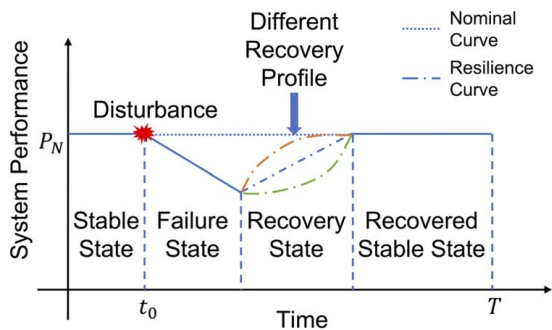 Different
Recovery
Profile
Nominal
Curve
Resilience
Curve
Disturbance
System Performance
P_N
Stable
State
Failure
State
Recovery
State
Recovered
Stable State
t_0
Time
T